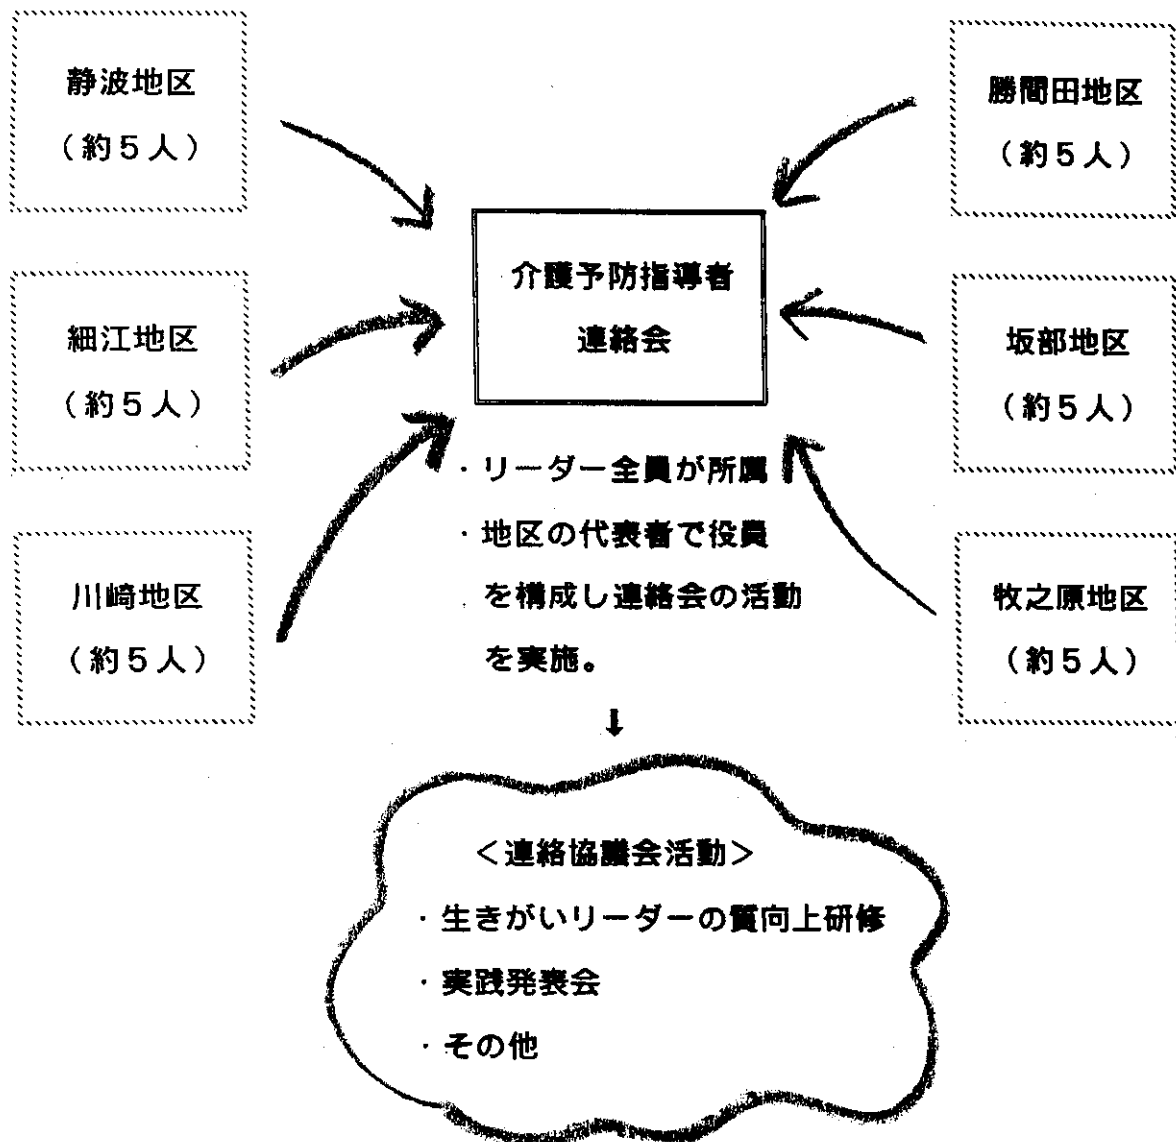 静波地区
（約５人）
細江地区
（約５人）
川崎地区
（約５人）
勝間田地区
（約５人）
坂部地区
（約５人）
牧之原地区
（約５人）
介護予防指導者
連絡会
・リーダー全員が所属
・地区の代表者で役員
を構成し連絡会の活動
を実施。
↓
＜連絡協議会活動＞
・生きがいリーダーの質向上研修
・実践発表会
・その他